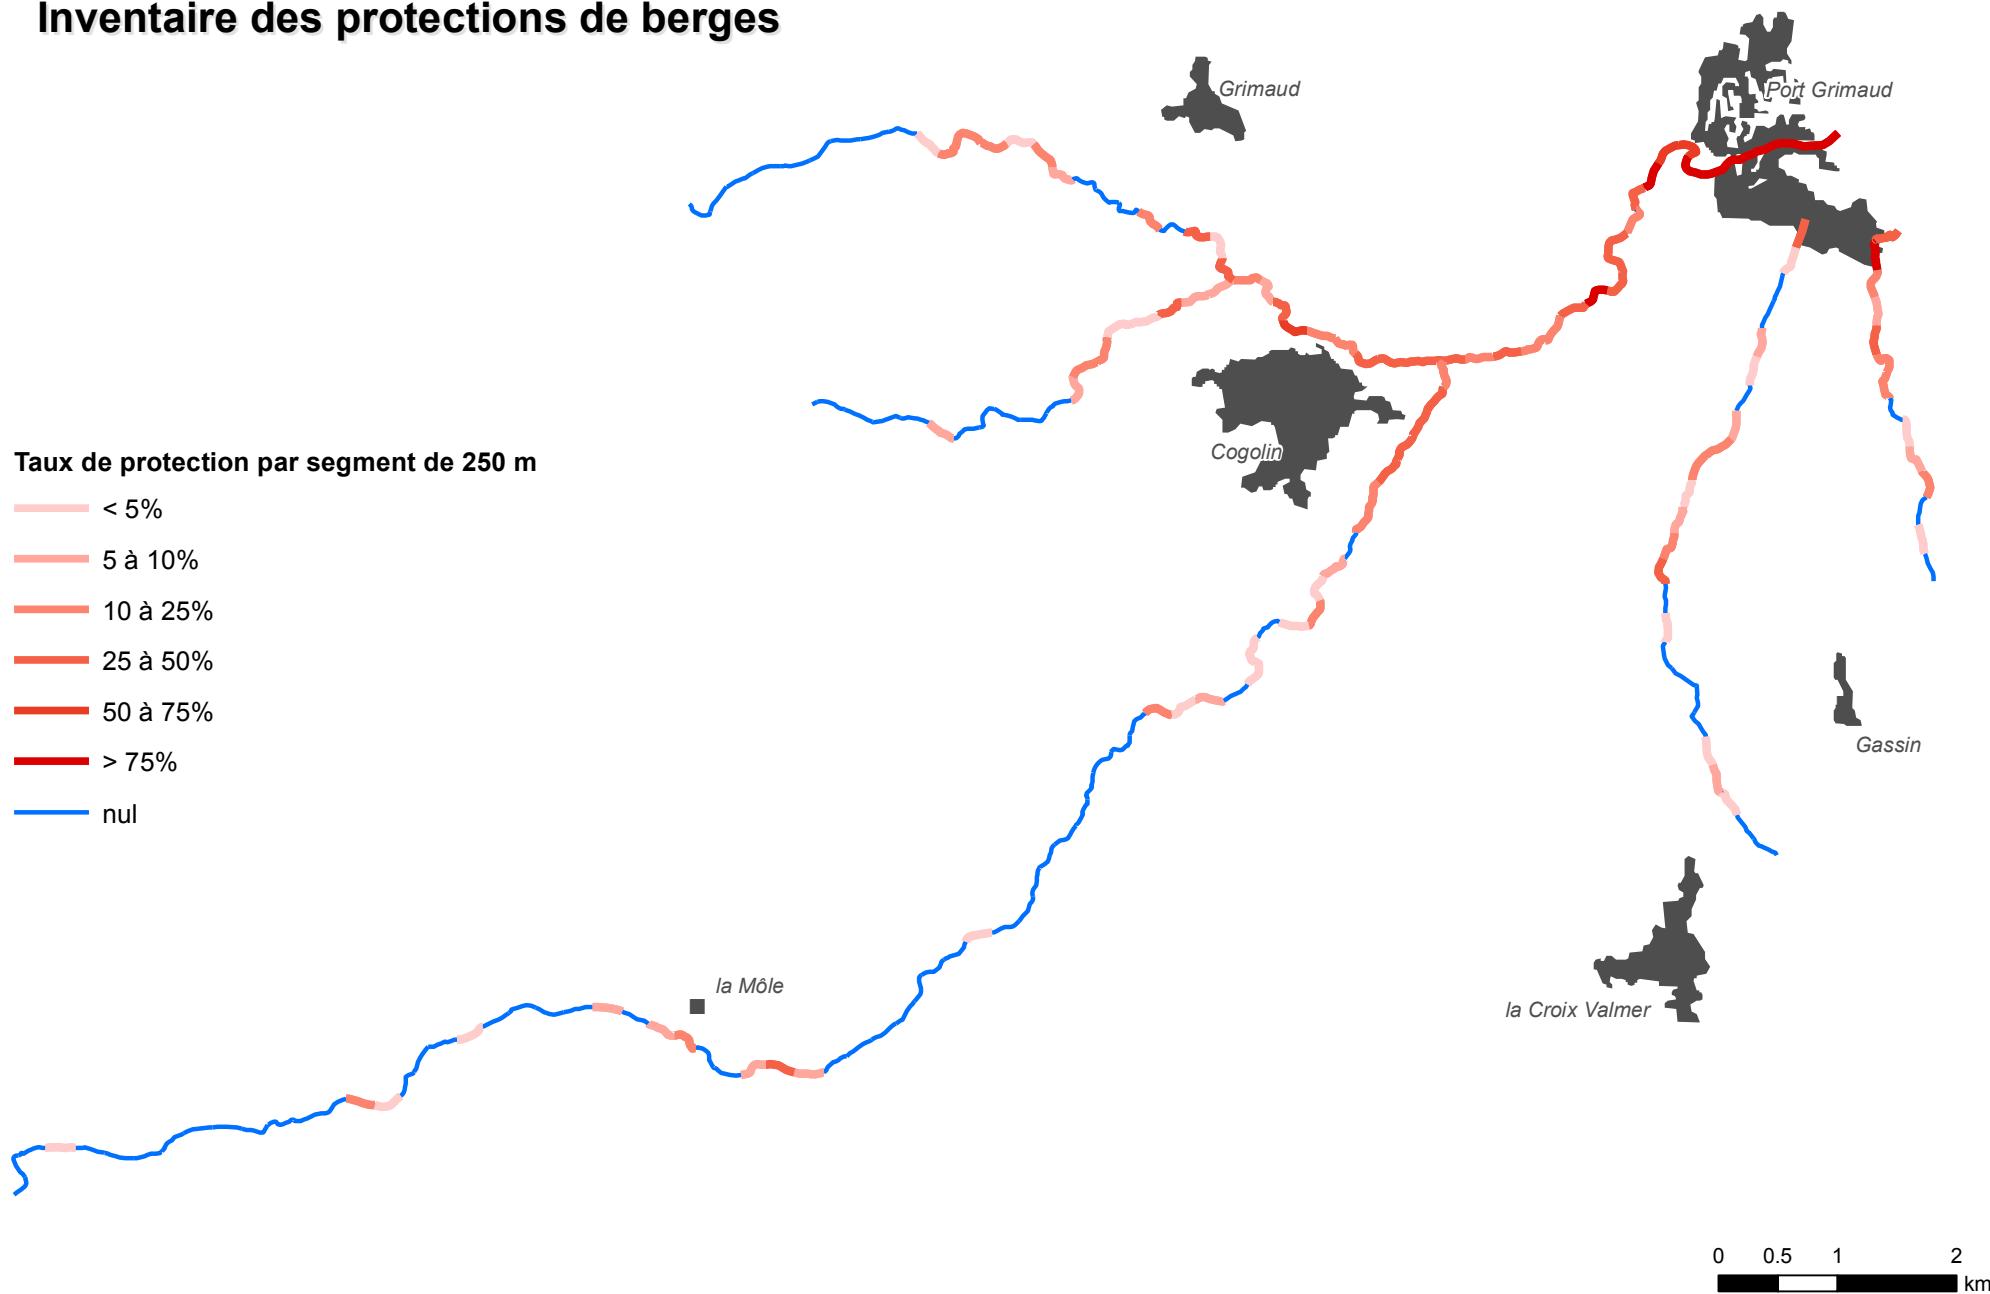 Inventaire des protections de berges
Grimaud
Port Grimaud
Cogolin
Taux de protection par segment de 250 m
< 5%
5 à 10%
10 à 25%
25 à 50%
50 à 75%
> 75%
nul
Gassin
la Môle
la Croix Valmer
0 0.5 1 2
km